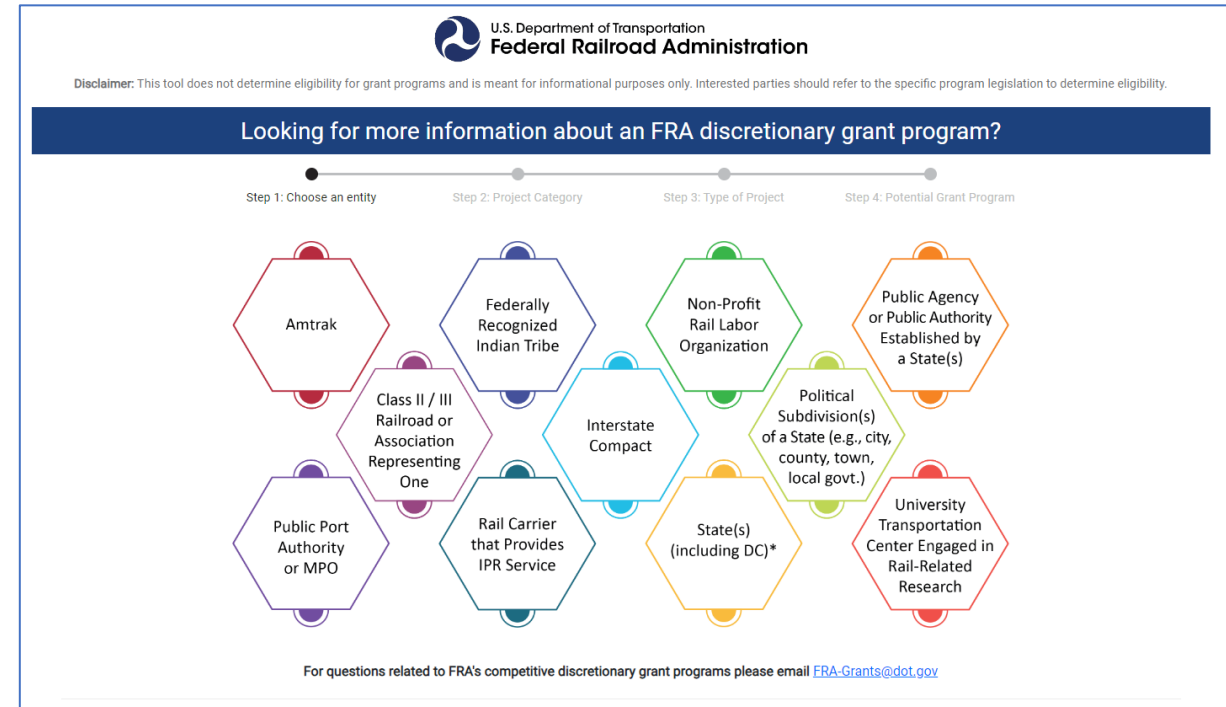 U.S. Department of Transportation
Federal Railroad Administration
Disclaimer: This tool does not determine eligibility for grant programs and is meant for informational purposes only. Interested parties should refer to the specific program legislation to determine eligibility.
Looking for more information about an FRA discretionary grant program?
Step 1: Choose an entity
Step 2: Project Category
Step 3: Type of Project
Step 4: Potential Grant Program
Amtrak
Federally
Recognized
Indian Tribe
Non-Profit
Rail Labor
Organization
Public Agency
or Public Authority
Established by
a State(s)
Class II / III
Railroad or
Association
Representing
One
Interstate
Compact
Political
Subdivision(s)
of a State (e.g., city,
county, town,
local govt.)
Public Port
Authority
or MPO
Rail Carrier
that Provides
IPR Service
State(s)
(including DC)*
University
Transportation
Center Engaged in
Rail-Related
Research
For questions related to FRA's competitive discretionary grant programs please email FRA-Grants@dot.gov